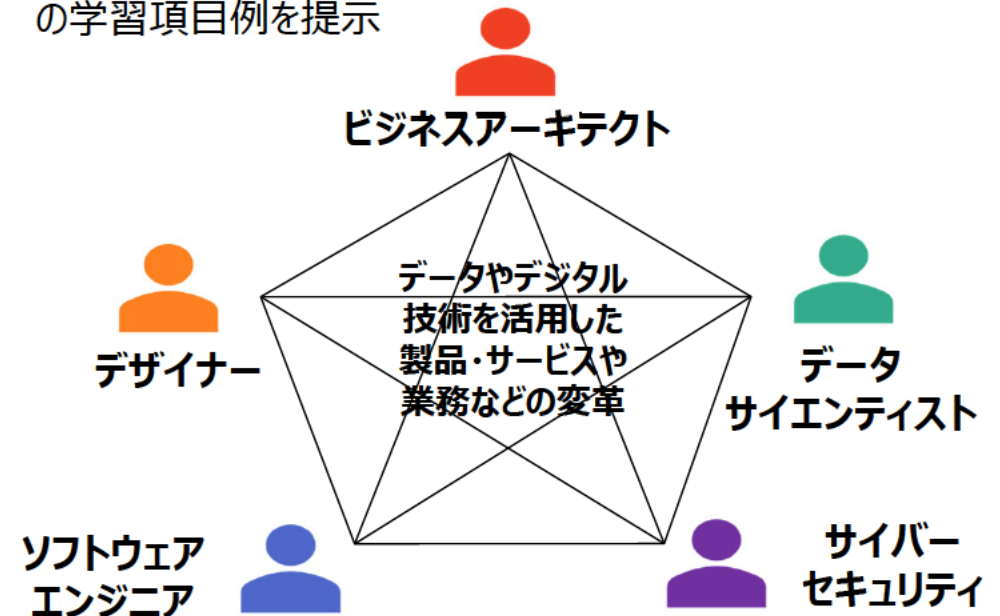 の学習項目例を提示
ビジネスアーキテクト
データやデジタル
技術を活用した
製品・サービスや
業務などの変革
デザイナー
データ
サイエンティスト
ソフトウェア
エンジニア
サイバー
セキュリティ